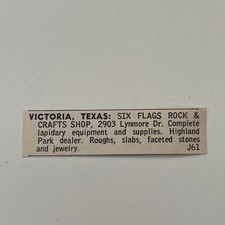 VICTORIA, TEXAS: SIX FLAGS ROCK &
CRAFTS SHOP, 2903 Lynmore Dr. Complete
lapidary equipment and supplies. Highland
Park dealer. Roughs, slabs, faceted stones
and jewelry. J61